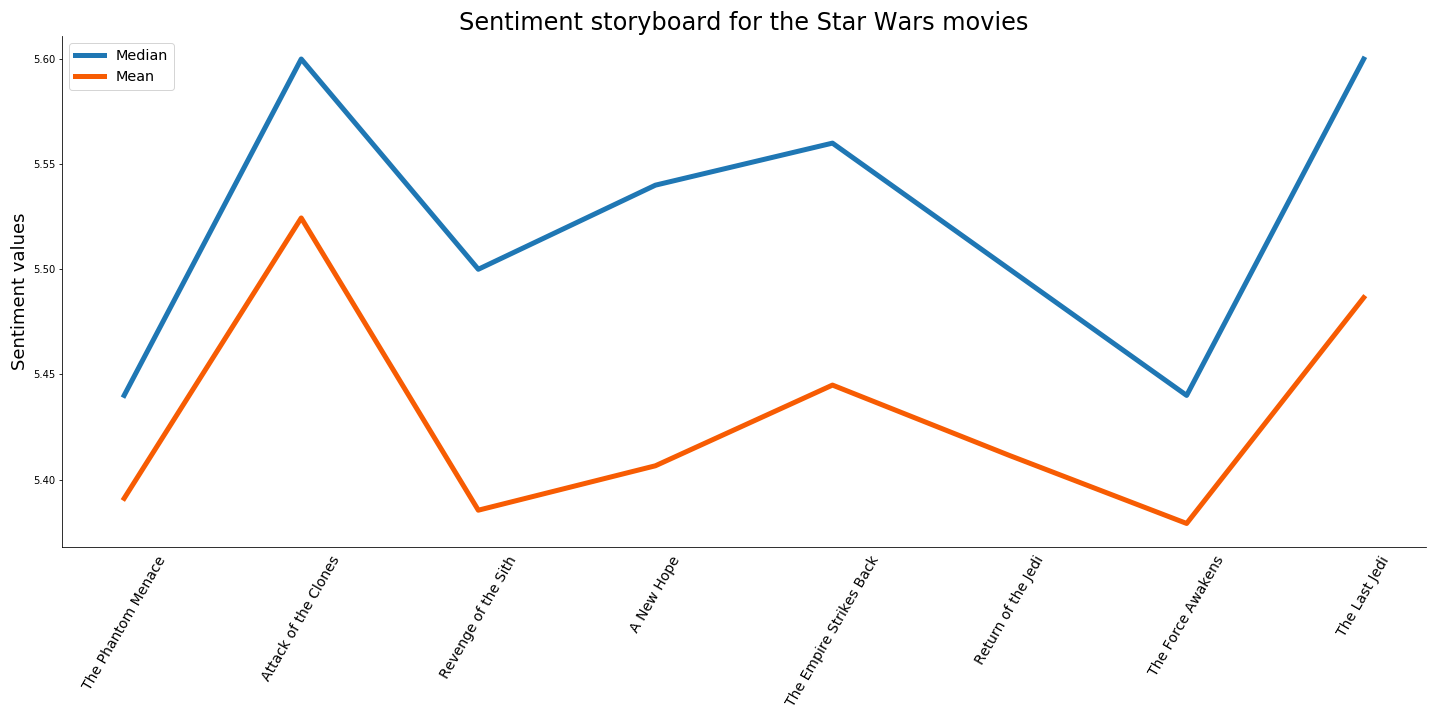 Sentiment storyboard for the Star Wars movies
Median
Mean
Sentiment values
5.60
5.55
5.50
5.45
5.40
The Phantom Menace
Attack of the Clones
Revenge of the Sith
A New Hope
The Empire Strikes Back
Return of the Jedi
The Force Awakens
The Last Jedi